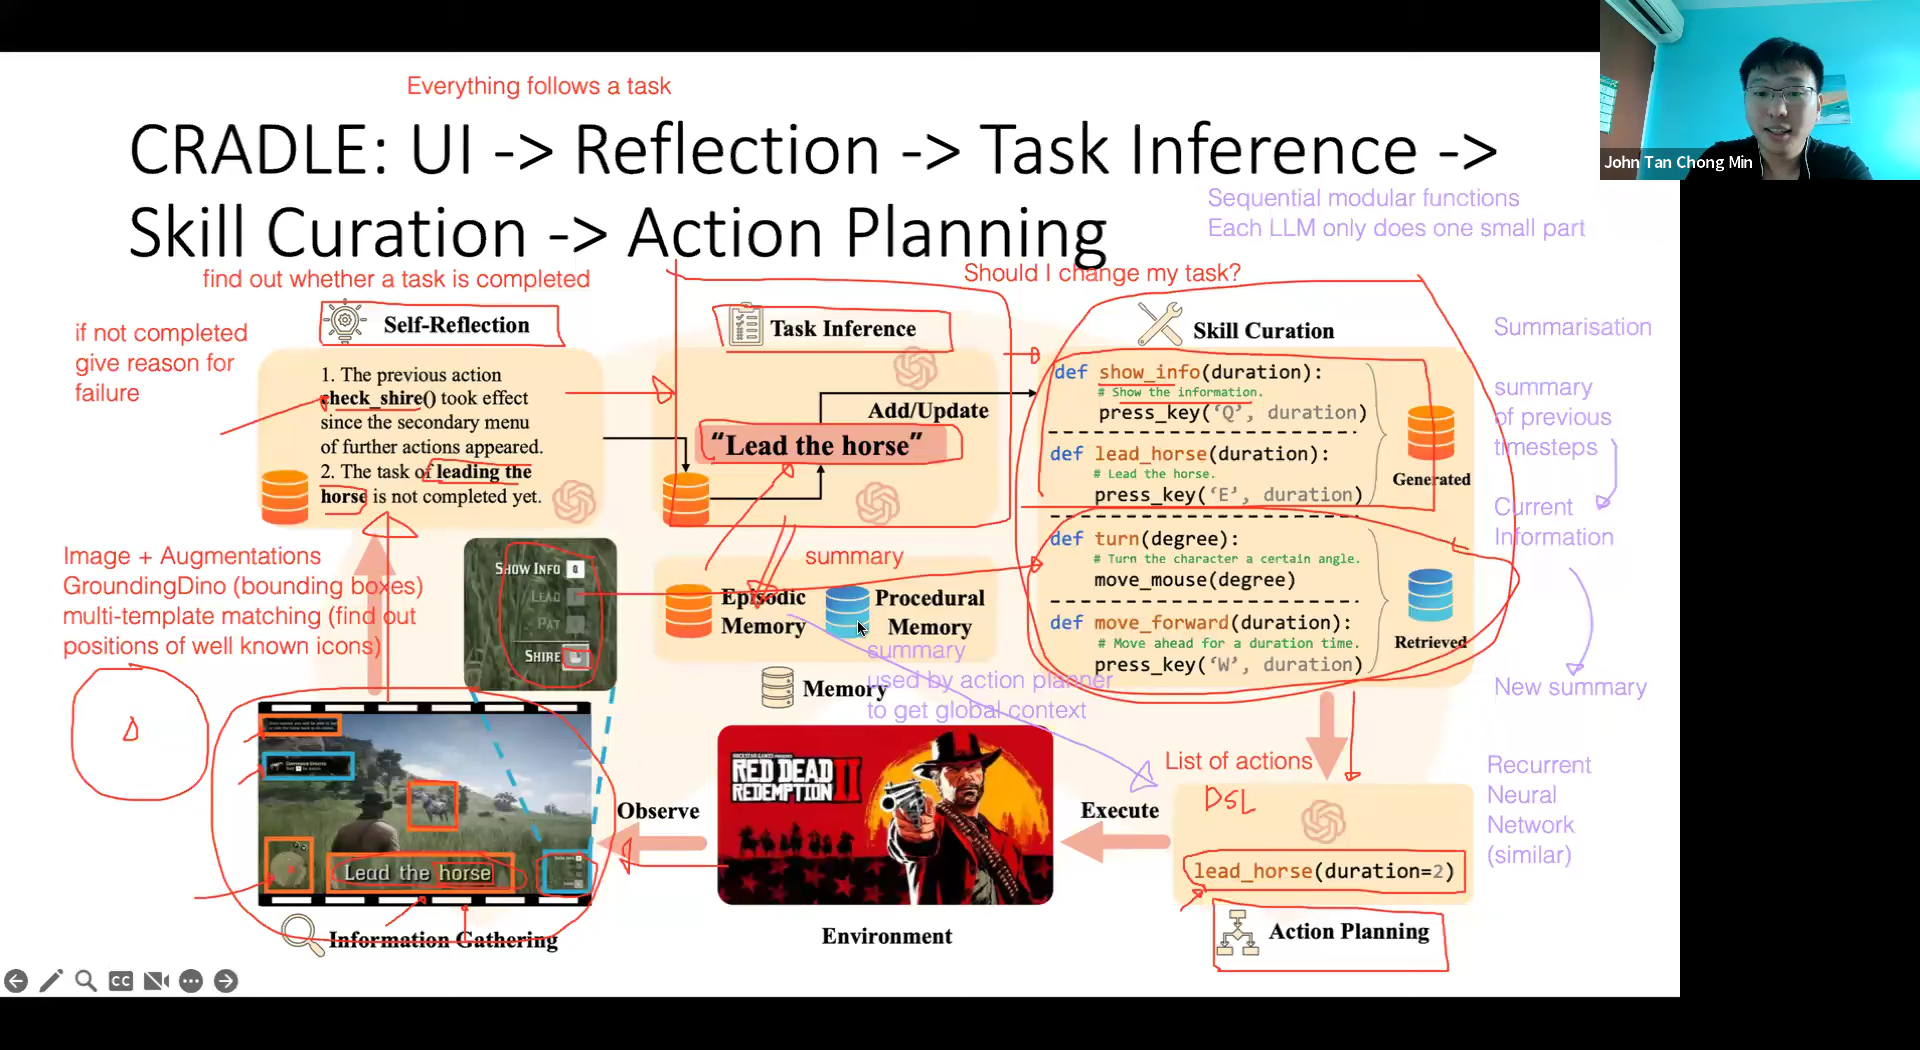 Everything follows a task
CRADLE: UI -> Reflection -> Task Inference ->
Skill Curation -> Action Planning
John Tan Chong Min
Sequential modular functions
Each LLM only does one small part
find out whether a task is completed
Should I change my task?
if not completed
give reason for
failure
Self-Reflection
1. The previous action
check_shire() took effect
since the secondary menu
of further actions appeared.
2. The task of leading the
horse is not completed yet.
Task Inference
Add/Update
"Lead the horse"
Skill Curation
def show_info(duration):
# Show the information.
press_key('Q', duration)
def lead_horse(duration):
# Lead the horse.
press_key('E', duration)
Generated
def turn(degree):
# Turn the character a certain angle.
move_mouse(degree)
def move_forward(duration):
# Move ahead for a duration time.
press_key('W', duration)
Retrieved
Summarisation
summary
of previous
timesteps
Current
Information
New summary
Recurrent
Neural
Network
(similar)
Image + Augmentations
GroundingDino (bounding boxes)
multi-template matching (find out
positions of well known icons)
SHOW INFO Q
LEAD
PAT
SHIRE
summary
Episodic
Memory
Procedural
Memory
summary
used by action planner
to get global context
Memory
Lead the horse
Information Gathering
Observe
RED DEAD
REDEMPTION II
Environment
Execute
List of actions
DSL
lead_horse(duration=2)
Action Planning
CC